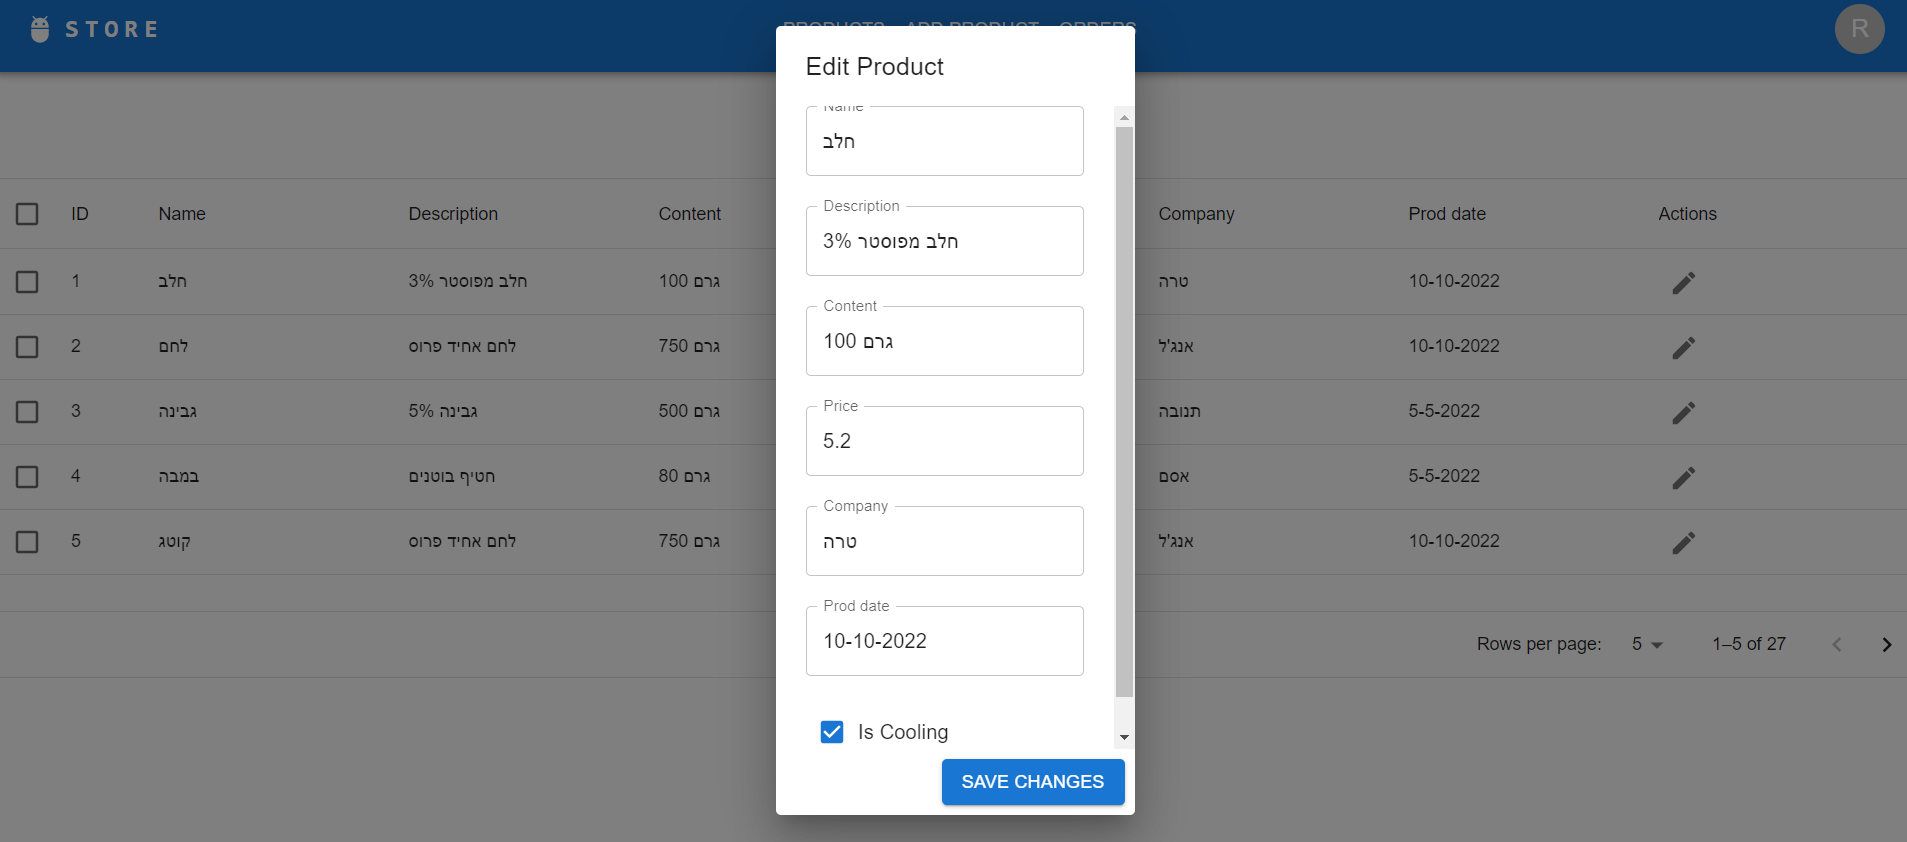 STORE
PRODUCTS ADD PRODUCT ORDERS
R
Edit Product
Name
חלב
Description
חלב מפוסטר 3%
Content
100 גרם
Price
5.2
Company
טרה
Prod date
10-10-2022
Is Cooling
SAVE CHANGES
ID Name Description Content Company Prod date Actions
1 חלב חלב מפוסטר 3% 100 גרם טרה 10-10-2022
2 לחם לחם אחיד פרוס 750 גרם אנג'ל 10-10-2022
3 גבינה גבינה 5% 500 גרם תנובה 5-5-2022
4 במבה חטיף בוטנים 80 גרם אסם 5-5-2022
5 קוטג לחם אחיד פרוס 750 גרם אנג'ל 10-10-2022
Rows per page: 5 1–5 of 27